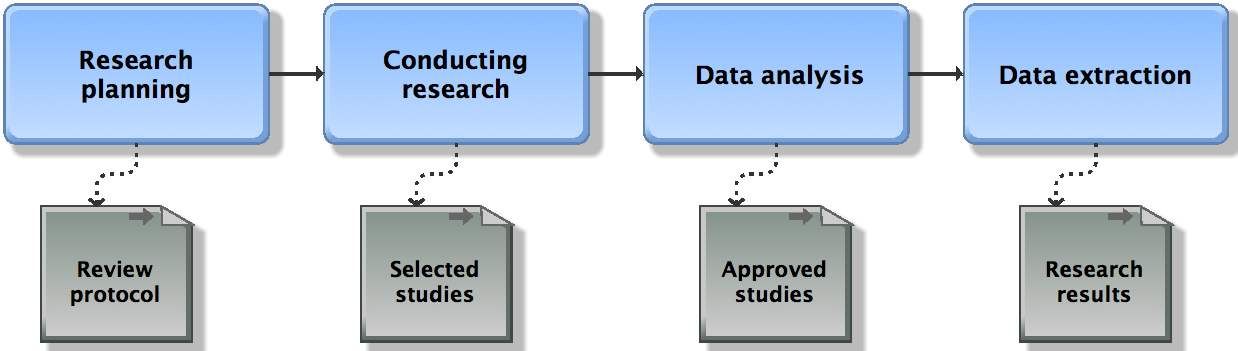 Research
planning
Conducting
research
Data analysis
Data extraction
Review
protocol
Selected
studies
Approved
studies
Research
results